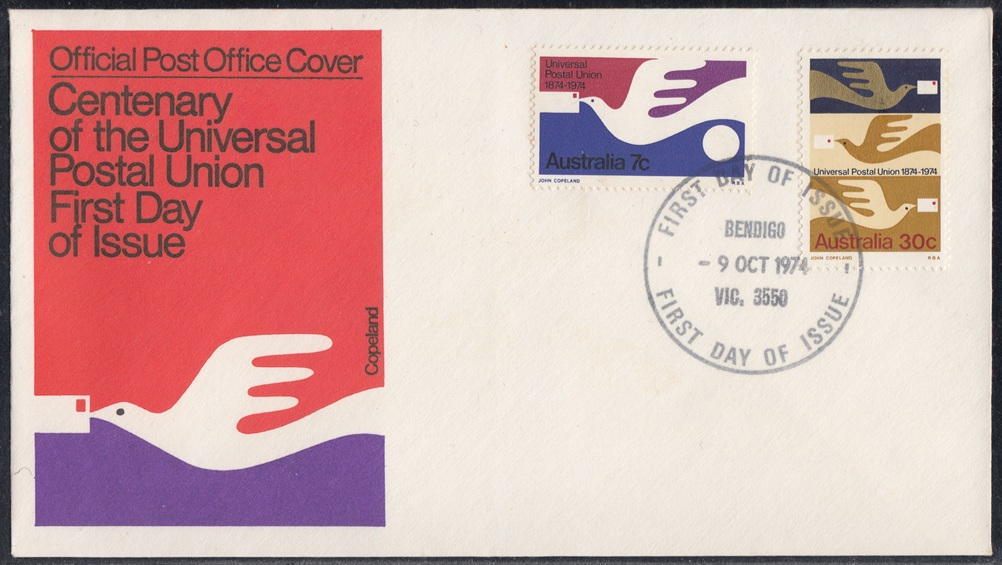 Official Post Office Cover
Centenary
of the Universal
Postal Union
First Day
of Issue
Copeland
Universal
Postal Union
1874-1974
Australia 7c
JOHN COPELAND
Universal Postal Union 1874-1974
Australia 30c
JOHN COPELAND RBA
FIRST DAY OF ISSUE
BENDIGO
- 9 OCT 1974
VIC. 3550
FIRST DAY OF ISSUE